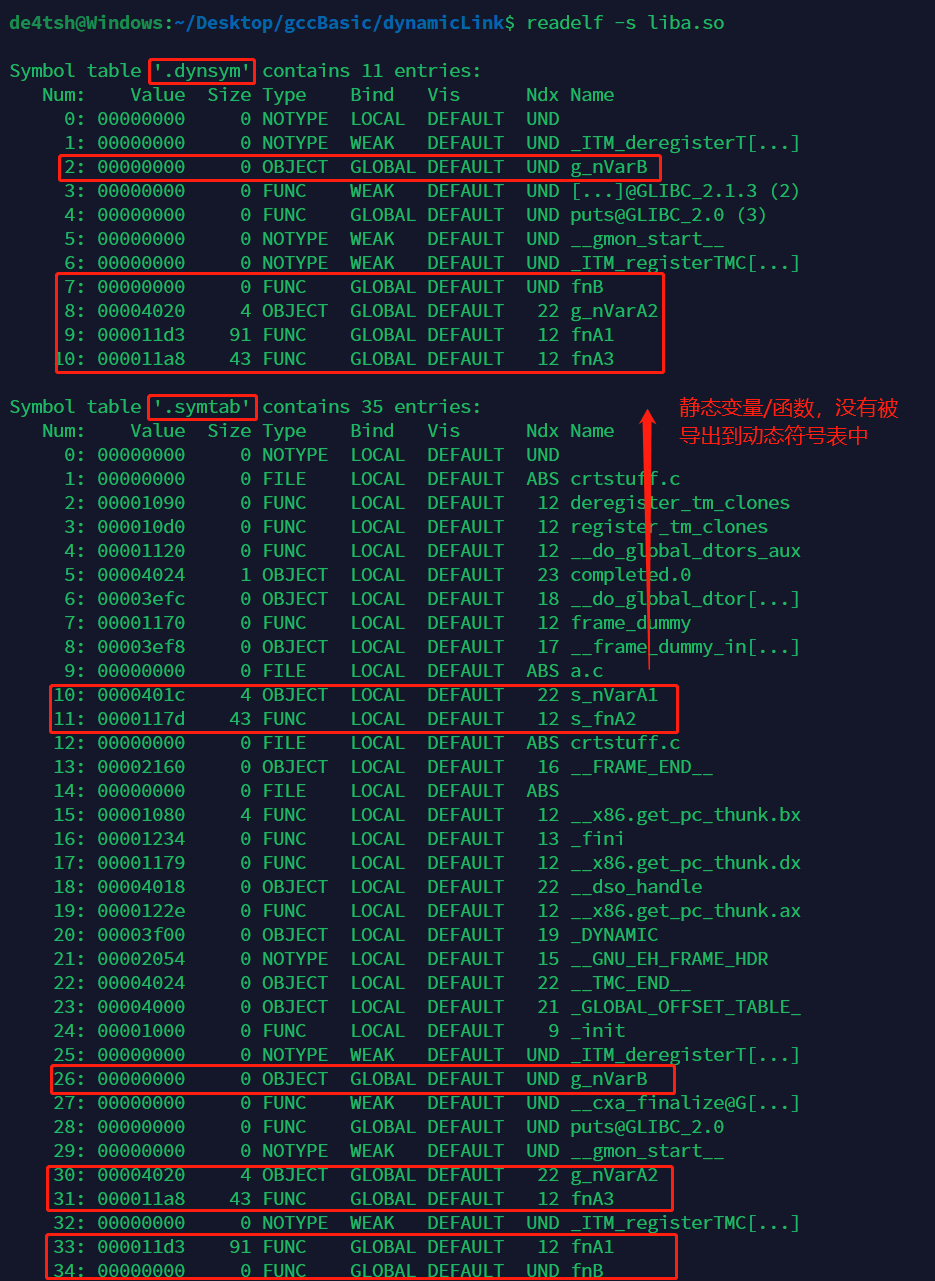 de4tsh@Windows:~/Desktop/gccBasic/dynamicLink$ readelf -s liba.so
Symbol table '.dynsym' contains 11 entries:
Num: Value Size Type Bind Vis Ndx Name
0: 00000000 0 NOTYPE LOCAL DEFAULT UND
1: 00000000 0 NOTYPE WEAK DEFAULT UND _ITM_deregisterT[...]
2: 00000000 0 OBJECT GLOBAL DEFAULT UND g_nVarB
3: 00000000 0 FUNC WEAK DEFAULT UND [...]@GLIBC_2.1.3 (2)
4: 00000000 0 FUNC GLOBAL DEFAULT UND puts@GLIBC_2.0 (3)
5: 00000000 0 NOTYPE WEAK DEFAULT UND __gmon_start__
6: 00000000 0 NOTYPE WEAK DEFAULT UND _ITM_registerTMC[...]
7: 00000000 0 FUNC GLOBAL DEFAULT UND fnB
8: 00004020 4 OBJECT GLOBAL DEFAULT 22 g_nVarA2
9: 000011d3 91 FUNC GLOBAL DEFAULT 12 fnA1
10: 000011a8 43 FUNC GLOBAL DEFAULT 12 fnA3
Symbol table '.symtab' contains 35 entries:
静态变量/函数，没有被
导出到动态符号表中
Num: Value Size Type Bind Vis Ndx Name
0: 00000000 0 NOTYPE LOCAL DEFAULT UND
1: 00000000 0 FILE LOCAL DEFAULT ABS crtstuff.c
2: 00001090 0 FUNC LOCAL DEFAULT 12 deregister_tm_clones
3: 000010d0 0 FUNC LOCAL DEFAULT 12 register_tm_clones
4: 00001120 0 FUNC LOCAL DEFAULT 12 __do_global_dtors_aux
5: 00004024 1 OBJECT LOCAL DEFAULT 23 completed.0
6: 00003efc 0 OBJECT LOCAL DEFAULT 18 __do_global_dtor[...]
7: 00001170 0 FUNC LOCAL DEFAULT 12 frame_dummy
8: 00003ef8 0 OBJECT LOCAL DEFAULT 17 __frame_dummy_in[...]
9: 00000000 0 FILE LOCAL DEFAULT ABS a.c
10: 0000401c 4 OBJECT LOCAL DEFAULT 22 s_nVarA1
11: 0000117d 43 FUNC LOCAL DEFAULT 12 s_fnA2
12: 00000000 0 FILE LOCAL DEFAULT ABS crtstuff.c
13: 00002160 0 OBJECT LOCAL DEFAULT 16 __FRAME_END__
14: 00000000 0 FILE LOCAL DEFAULT ABS
15: 00001080 4 FUNC LOCAL DEFAULT 12 __x86.get_pc_thunk.bx
16: 00001234 0 FUNC LOCAL DEFAULT 13 _fini
17: 00001179 0 FUNC LOCAL DEFAULT 12 __x86.get_pc_thunk.dx
18: 00004018 0 OBJECT LOCAL DEFAULT 22 __dso_handle
19: 0000122e 0 FUNC LOCAL DEFAULT 12 __x86.get_pc_thunk.ax
20: 00003f00 0 OBJECT LOCAL DEFAULT 19 _DYNAMIC
21: 00002054 0 NOTYPE LOCAL DEFAULT 15 __GNU_EH_FRAME_HDR
22: 00004024 0 OBJECT LOCAL DEFAULT 22 __TMC_END__
23: 00004000 0 OBJECT LOCAL DEFAULT 21 _GLOBAL_OFFSET_TABLE_
24: 00001000 0 FUNC LOCAL DEFAULT 9 _init
25: 00000000 0 NOTYPE WEAK DEFAULT UND _ITM_deregisterT[...]
26: 00000000 0 OBJECT GLOBAL DEFAULT UND g_nVarB
27: 00000000 0 FUNC WEAK DEFAULT UND __cxa_finalize@G[...]
28: 00000000 0 FUNC GLOBAL DEFAULT UND puts@GLIBC_2.0
29: 00000000 0 NOTYPE WEAK DEFAULT UND __gmon_start__
30: 00004020 4 OBJECT GLOBAL DEFAULT 22 g_nVarA2
31: 000011a8 43 FUNC GLOBAL DEFAULT 12 fnA3
32: 00000000 0 NOTYPE WEAK DEFAULT UND _ITM_registerTMC[...]
33: 000011d3 91 FUNC GLOBAL DEFAULT 12 fnA1
34: 00000000 0 FUNC GLOBAL DEFAULT UND fnB